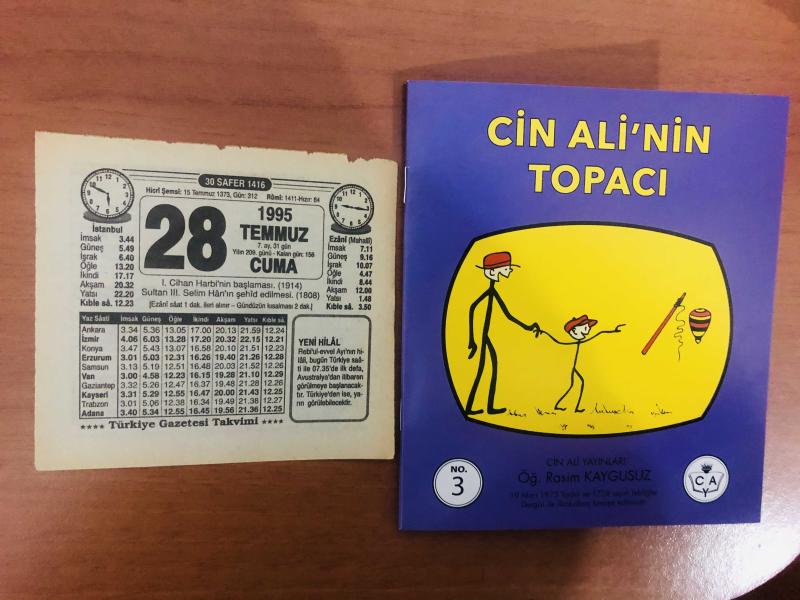 30 SAFER 1416
Hicrî Şemsî: 15 Temmuz 1373, Gün: 312 Rûmî: 1411-Hızır: 84
28
1995
TEMMUZ
7. ay, 31 gün
Yılın 209. günü - Kalan gün: 156
CUMA
İstanbul
İmsak 3.44
Güneş 5.49
İşrak 6.40
Öğle 13.20
İkindi 17.17
Akşam 20.32
Yatsı 22.20
Kıble sâ. 12.23
Ezânî (Mahallî)
İmsak 7.11
Güneş 9.16
İşrak 10.07
Öğle 4.47
İkindi 8.44
Akşam 12.00
Yatsı 1.48
Kıble sâ. 3.50
I. Cihan Harbi'nin başlaması. (1914)
Sultan III. Selim Hân'ın şehîd edilmesi. (1808)
[Ezânî sâat 1 dak. ileri alınır – Gündüzün kısalması 2 dak.]
Yaz Sâati İmsak Güneş Öğle İkindi Akşam Yatsı Kıble sâ.
Ankara 3.34 5.36 13.05 17.00 20.13 21.59 12.24
İzmir 4.06 6.03 13.28 17.20 20.32 22.15 12.21
Konya 3.47 5.43 13.07 16.58 20.10 21.51 12.23
Erzurum 3.01 5.03 12.31 16.26 19.40 21.26 12.28
Samsun 3.13 5.19 12.51 16.48 20.03 21.52 12.26
Van 3.00 4.58 12.23 16.15 19.28 21.10 12.29
Gaziantep 3.32 5.26 12.47 16.37 19.48 21.28 12.26
Kayseri 3.31 5.29 12.55 16.47 20.00 21.43 12.25
Trabzon 3.01 5.06 12.38 16.34 19.49 21.38 12.27
Adana 3.40 5.34 12.55 16.45 19.56 21.36 12.25
YENİ HİLÂL
Rebî'ul-evvel Ayı'nın hi-
lâli, bugün Türkiye saâ-
ti ile 07.35'de ilk defa,
Avustralya'dan itibaren
görülmeye başlanacak-
tır. Türkiye'den ise, ya-
rın görülebilecektir.
**** Türkiye Gazetesi Takvimi ****
CİN ALİ'NİN
TOPACI
NO.
3
CİN ALİ YAYINLARI
Öğ. Rasim KAYGUSUZ
C A
Y